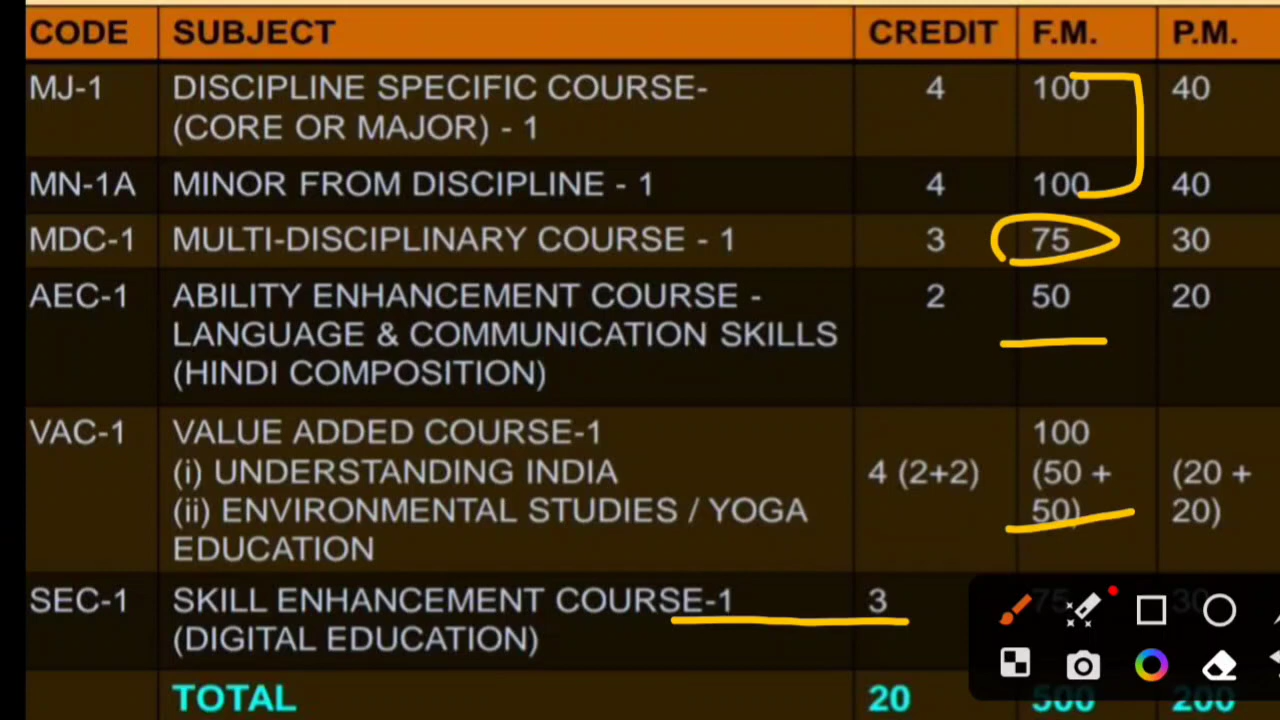 CODE SUBJECT CREDIT F.M. P.M.
MJ-1 DISCIPLINE SPECIFIC COURSE- 4 100 40
(CORE OR MAJOR) - 1
MN-1A MINOR FROM DISCIPLINE - 1 4 100 40
MDC-1 MULTI-DISCIPLINARY COURSE - 1 3 75 30
AEC-1 ABILITY ENHANCEMENT COURSE - 2 50 20
LANGUAGE & COMMUNICATION SKILLS
(HINDI COMPOSITION)
VAC-1 VALUE ADDED COURSE-1 100
(i) UNDERSTANDING INDIA 4 (2+2) (50 + (20 +
(ii) ENVIRONMENTAL STUDIES / YOGA 50) 20)
EDUCATION
SEC-1 SKILL ENHANCEMENT COURSE-1 3 75 30
(DIGITAL EDUCATION)
TOTAL 20 500 200